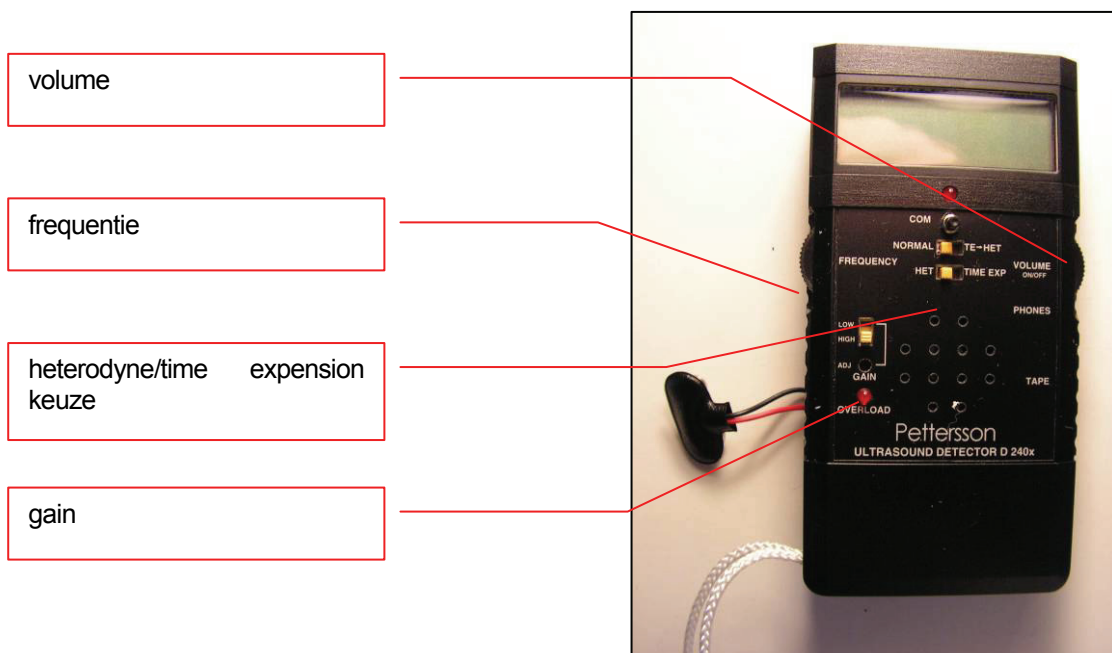 volume
frequentie
heterodyne/time expension
keuze
gain
COM
NORMAL TE→HET
FREQUENCY
HET TIME EXP
VOLUME
ON/OFF
PHONES
LOW
HIGH
ADJ
GAIN
TAPE
OVERLOAD
Pettersson
ULTRASOUND DETECTOR D 240x